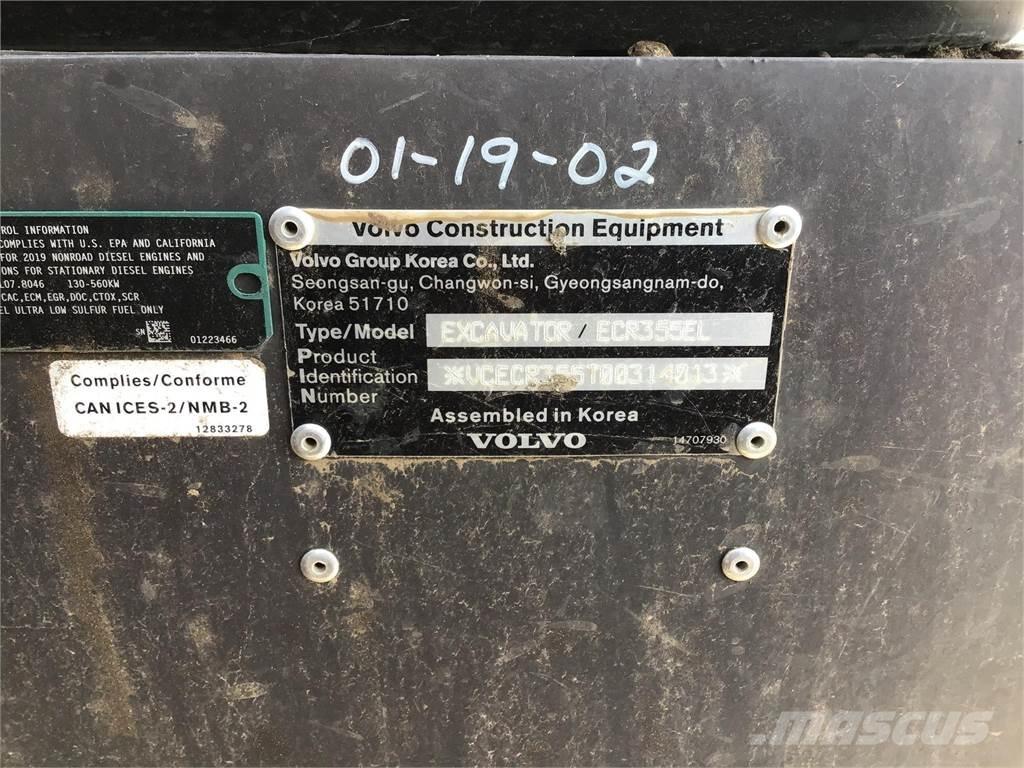 01-19-02
ROL INFORMATION
COMPLIES WITH U.S. EPA AND CALIFORNIA
FOR 2019 NONROAD DIESEL ENGINES AND
ONS FOR STATIONARY DIESEL ENGINES
L07.8046 130-560KW
CAC,ECM,EGR,DOC,CTOX,SCR
EL ULTRA LOW SULFUR FUEL ONLY
SN
01223466
Complies/Conforme
CAN ICES-2/NMB-2
12833278
Volvo Construction Equipment
Volvo Group Korea Co., Ltd.
Seongsan-gu, Changwon-si, Gyeongsangnam-do,
Korea 51710
Type/Model EXCAVATOR / ECR355EL
Product
Identification *VCECR355T00314013*
Number
Assembled in Korea
VOLVO
14707930
MASCUS